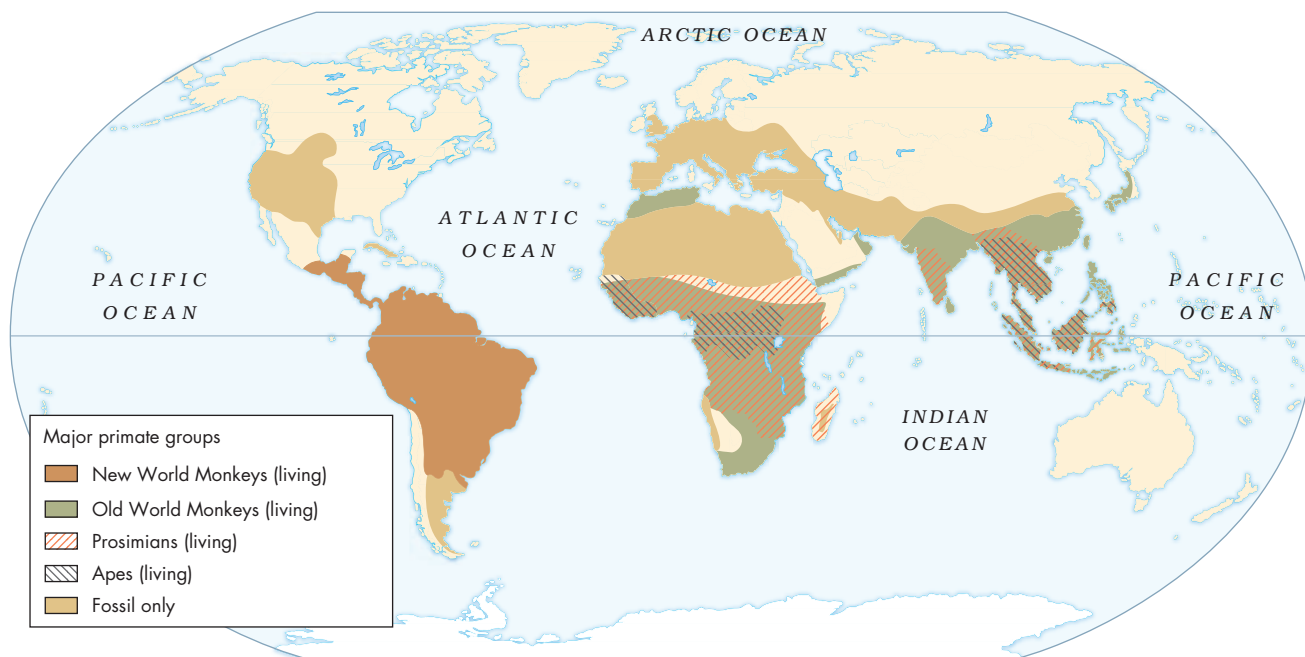 ARCTIC OCEAN
ATLANTIC
OCEAN
PACIFIC
OCEAN
PACIFIC
OCEAN
INDIAN
OCEAN
Major primate groups
New World Monkeys (living)
Old World Monkeys (living)
Prosimians (living)
Apes (living)
Fossil only